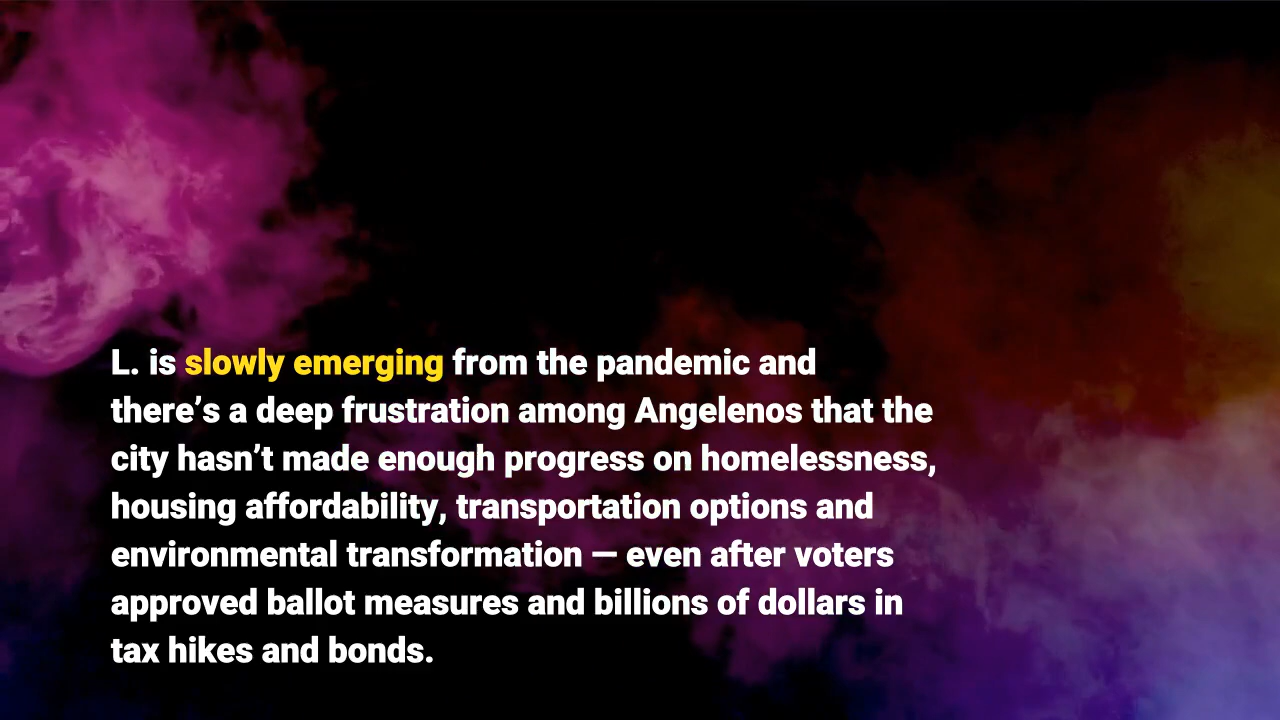 L. is slowly emerging from the pandemic and
there’s a deep frustration among Angelenos that the
city hasn’t made enough progress on homelessness,
housing affordability, transportation options and
environmental transformation — even after voters
approved ballot measures and billions of dollars in
tax hikes and bonds.